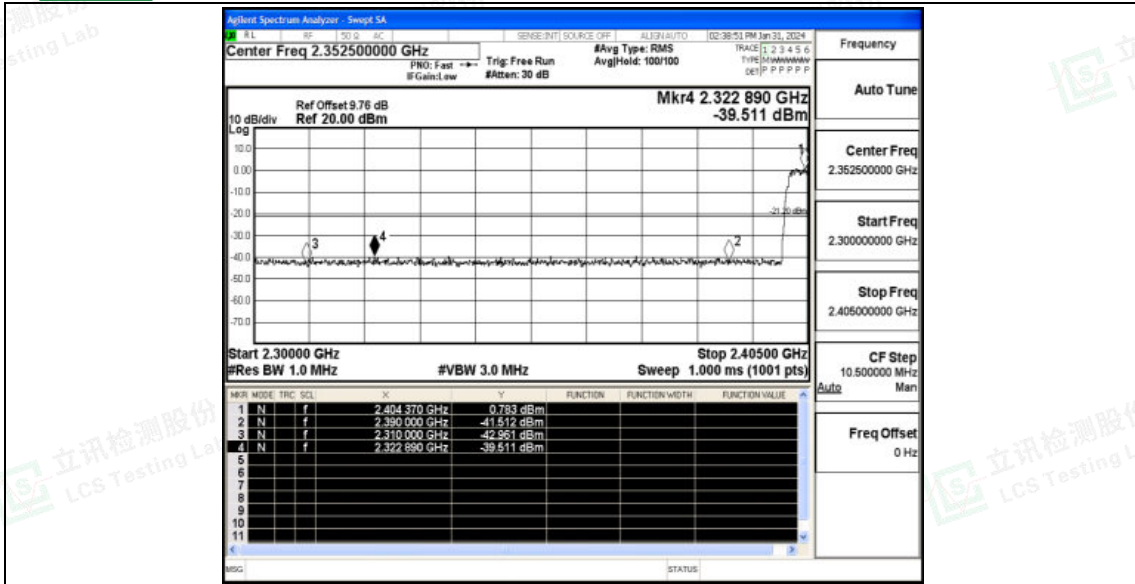 Agilent Spectrum Analyzer - Swept SA
RL RF 50 Ω AC SENSE:INT SOURCE OFF ALIGN AUTO 02:38:51 PM Jan 31, 2024
Center Freq 2.352500000 GHz
PNO: Fast
IFGain:Low
Trig: Free Run
#Atten: 30 dB
#Avg Type: RMS
Avg|Hold: 100/100
TRACE 1 2 3 4 5 6
TYPE
DET P P P P P P
Frequency
Auto Tune
Center Freq
2.352500000 GHz
Start Freq
2.300000000 GHz
Stop Freq
2.405000000 GHz
CF Step
10.500000 MHz
Auto Man
Freq Offset
0 Hz
Ref Offset 9.76 dB
10 dB/div Ref 20.00 dBm
Log
Mkr4 2.322 890 GHz
-39.511 dBm
10.0
0.00
-10.0
-20.0
-30.0
-40.0
-50.0
-60.0
-70.0
1
-21.20 dBm
3
4
2
Start 2.30000 GHz Stop 2.40500 GHz
#Res BW 1.0 MHz #VBW 3.0 MHz Sweep 1.000 ms (1001 pts)
MKR MODE TRC SCL X Y FUNCTION FUNCTION WIDTH FUNCTION VALUE
1 N f 2.404 370 GHz 0.783 dBm
2 N f 2.390 000 GHz -41.512 dBm
3 N f 2.310 000 GHz -42.961 dBm
4 N f 2.322 890 GHz -39.511 dBm
5
6
7
8
9
10
11
MSG STATUS
立讯检测股份
LCS Testing Lab
立讯检测股份
LCS Testing L